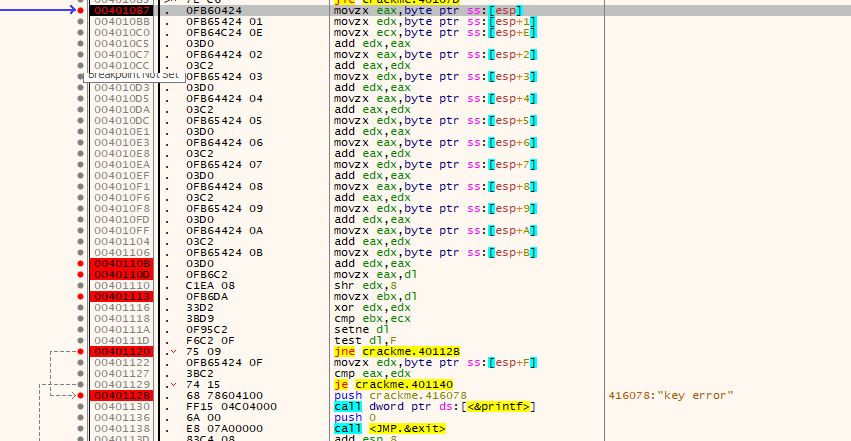 004010B7 . 0FB60424 movzx eax,byte ptr ss:[esp]
004010BB . 0FB65424 01 movzx edx,byte ptr ss:[esp+1]
004010C0 . 0FB64C24 0E movzx ecx,byte ptr ss:[esp+E]
004010C5 . 03D0 add edx,eax
004010C7 . 0FB64424 02 movzx eax,byte ptr ss:[esp+2]
004010CC . 03C2 add eax,edx
Breakpoint Not Set . 0FB65424 03 movzx edx,byte ptr ss:[esp+3]
004010D3 . 03D0 add edx,eax
004010D5 . 0FB64424 04 movzx eax,byte ptr ss:[esp+4]
004010DA . 03C2 add eax,edx
004010DC . 0FB65424 05 movzx edx,byte ptr ss:[esp+5]
004010E1 . 03D0 add edx,eax
004010E3 . 0FB64424 06 movzx eax,byte ptr ss:[esp+6]
004010E8 . 03C2 add eax,edx
004010EA . 0FB65424 07 movzx edx,byte ptr ss:[esp+7]
004010EF . 03D0 add edx,eax
004010F1 . 0FB64424 08 movzx eax,byte ptr ss:[esp+8]
004010F6 . 03C2 add eax,edx
004010F8 . 0FB65424 09 movzx edx,byte ptr ss:[esp+9]
004010FD . 03D0 add edx,eax
004010FF . 0FB64424 0A movzx eax,byte ptr ss:[esp+A]
00401104 . 03C2 add eax,edx
00401106 . 0FB65424 0B movzx edx,byte ptr ss:[esp+B]
0040110B . 03D0 add edx,eax
0040110D . 0FB6C2 movzx eax,dl
00401110 . C1EA 08 shr edx,8
00401113 . 0FB6DA movzx ebx,dl
00401116 . 33D2 xor edx,edx
00401118 . 3BD9 cmp ebx,ecx
0040111A . 0F95C2 setne dl
0040111D . F6C2 0F test dl,F
00401120 . 75 09 jne crackme.40112B
00401122 . 0FB65424 0F movzx edx,byte ptr ss:[esp+F]
00401127 . 3BC2 cmp eax,edx
00401129 . 74 15 je crackme.401140
0040112B . 68 78604100 push crackme.416078 416078:"key error"
00401130 . FF15 04C04000 call dword ptr ds:[<&printf>]
00401136 . 6A 00 push 0
00401138 . E8 07A00000 call <JMP.&exit>
0040113D . 83C4 08 add esp,8